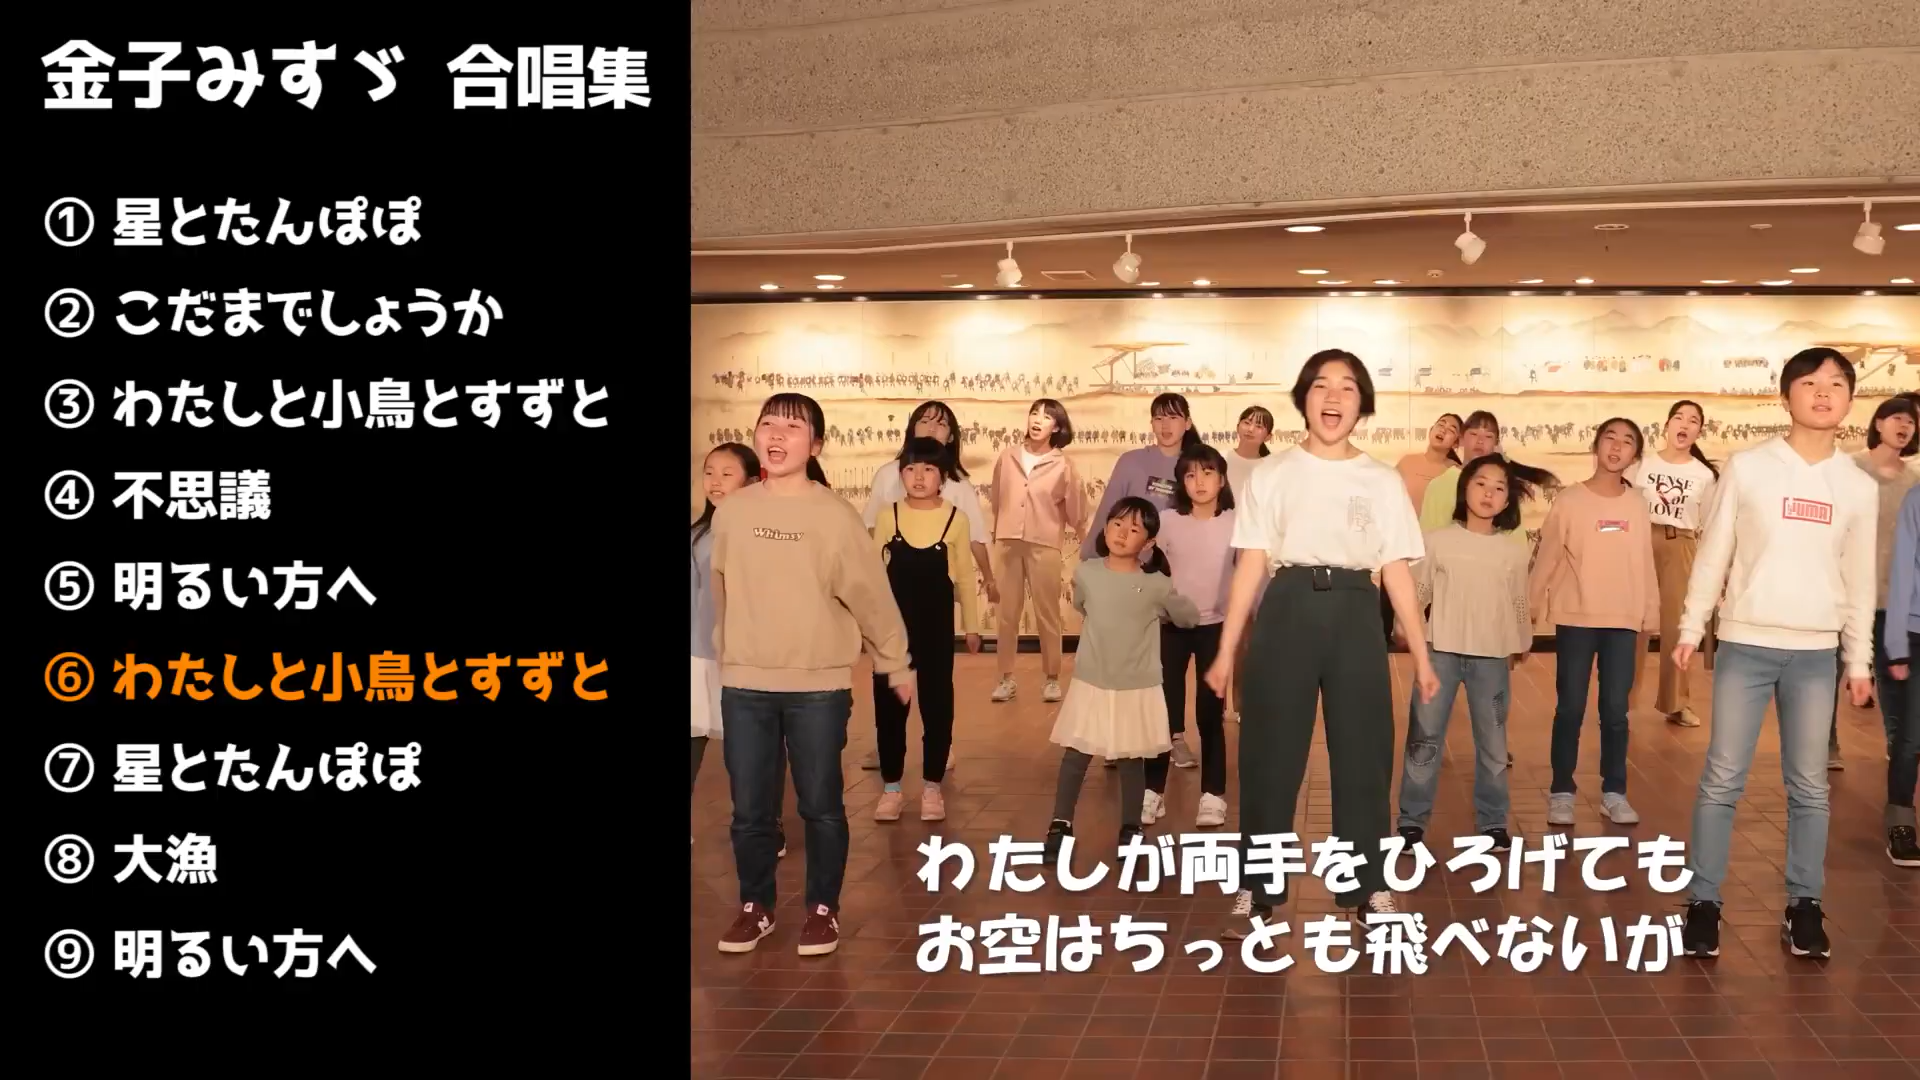 金子みすゞ 合唱集
① 星とたんぽぽ
② こだまでしょうか
③ わたしと小鳥とすずと
④ 不思議
⑤ 明るい方へ
⑥ わたしと小鳥とすずと
⑦ 星とたんぽぽ
⑧ 大漁
⑨ 明るい方へ
Whimsy
SENSE
OF
LOVE
PUMA
わたしが両手をひろげても
お空はちっとも飛べないが